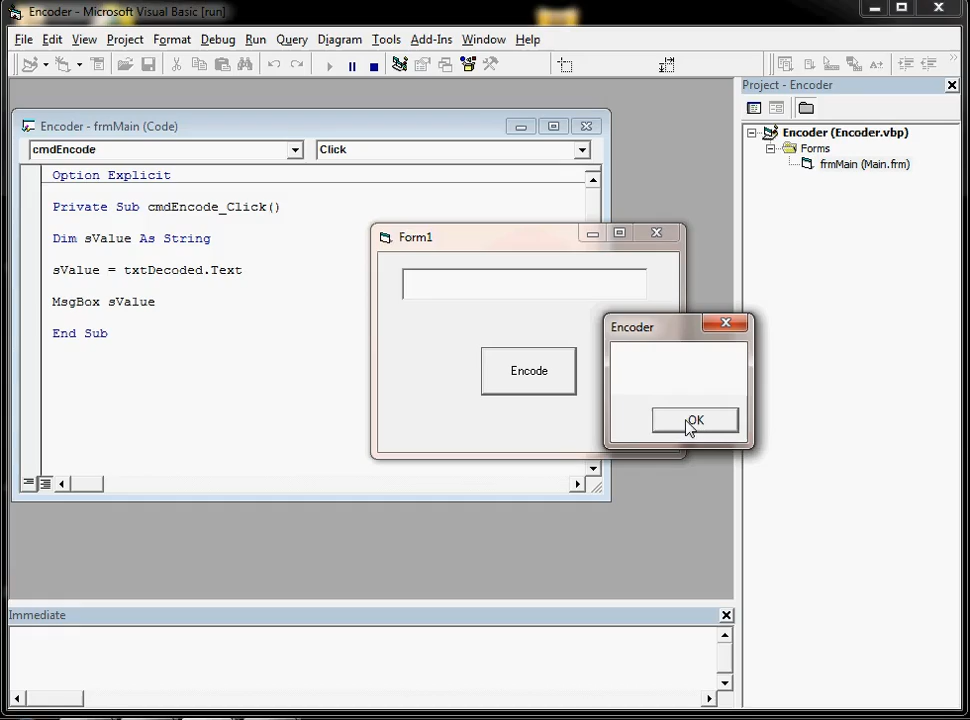 Encoder - Microsoft Visual Basic [run]
File Edit View Project Format Debug Run Query Diagram Tools Add-Ins Window Help
Project - Encoder
Encoder - frmMain (Code)
cmdEncode Click
Encoder (Encoder.vbp)
Forms
frmMain (Main.frm)
Option Explicit
Private Sub cmdEncode_Click()
Dim sValue As String
sValue = txtDecoded.Text
MsgBox sValue
End Sub
Form1
Encode
Encoder
OK
Immediate